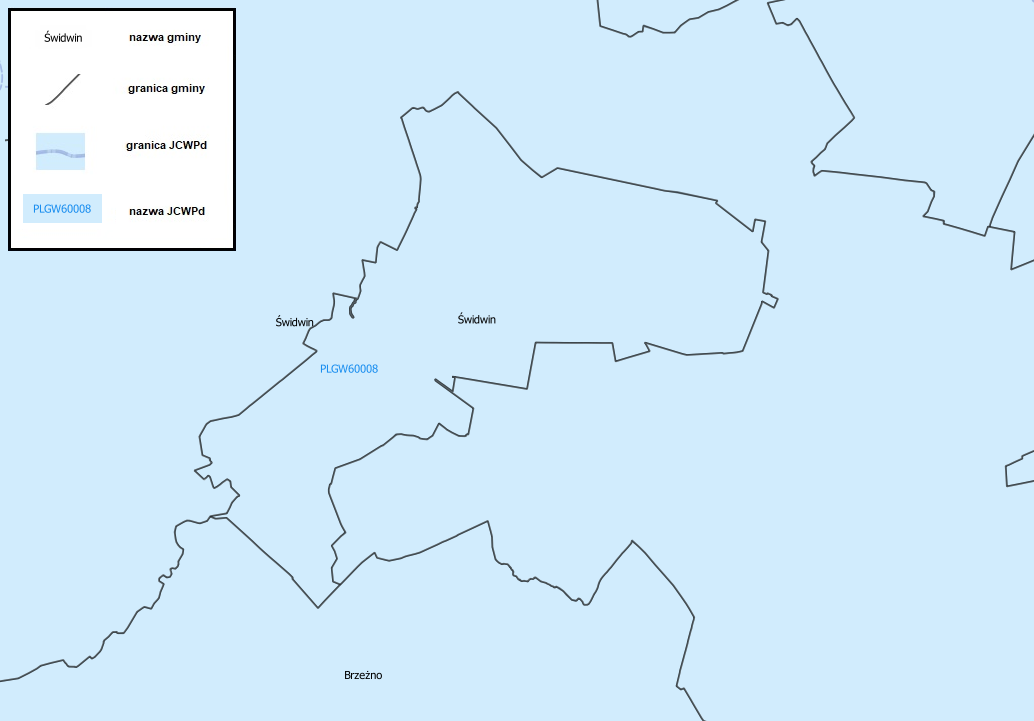 Świdwin nazwa gminy
granica gminy
granica JCWPd
PLGW60008 nazwa JCWPd
Świdwin
Świdwin
PLGW60008
Brzeżno